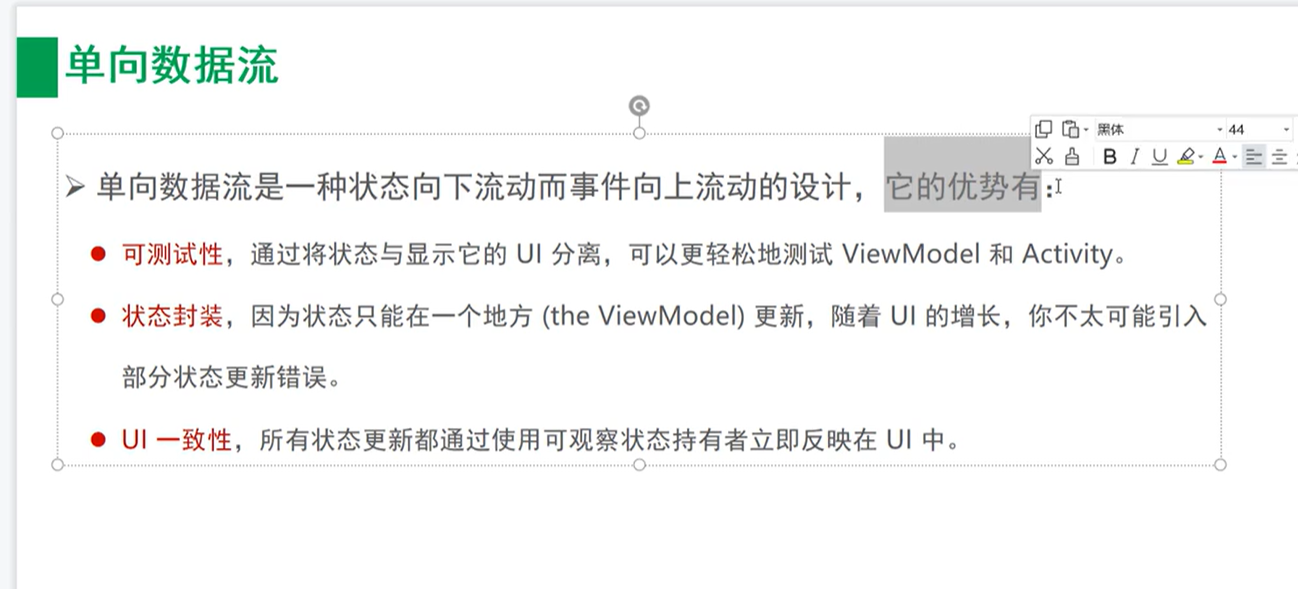 单向数据流
黑体 44
B I U A
➢ 单向数据流是一种状态向下流动而事件向上流动的设计，它的优势有：
● 可测试性，通过将状态与显示它的 UI 分离，可以更轻松地测试 ViewModel 和 Activity。
● 状态封装，因为状态只能在一个地方 (the ViewModel) 更新，随着 UI 的增长，你不太可能引入
部分状态更新错误。
● UI 一致性，所有状态更新都通过使用可观察状态持有者立即反映在 UI 中。